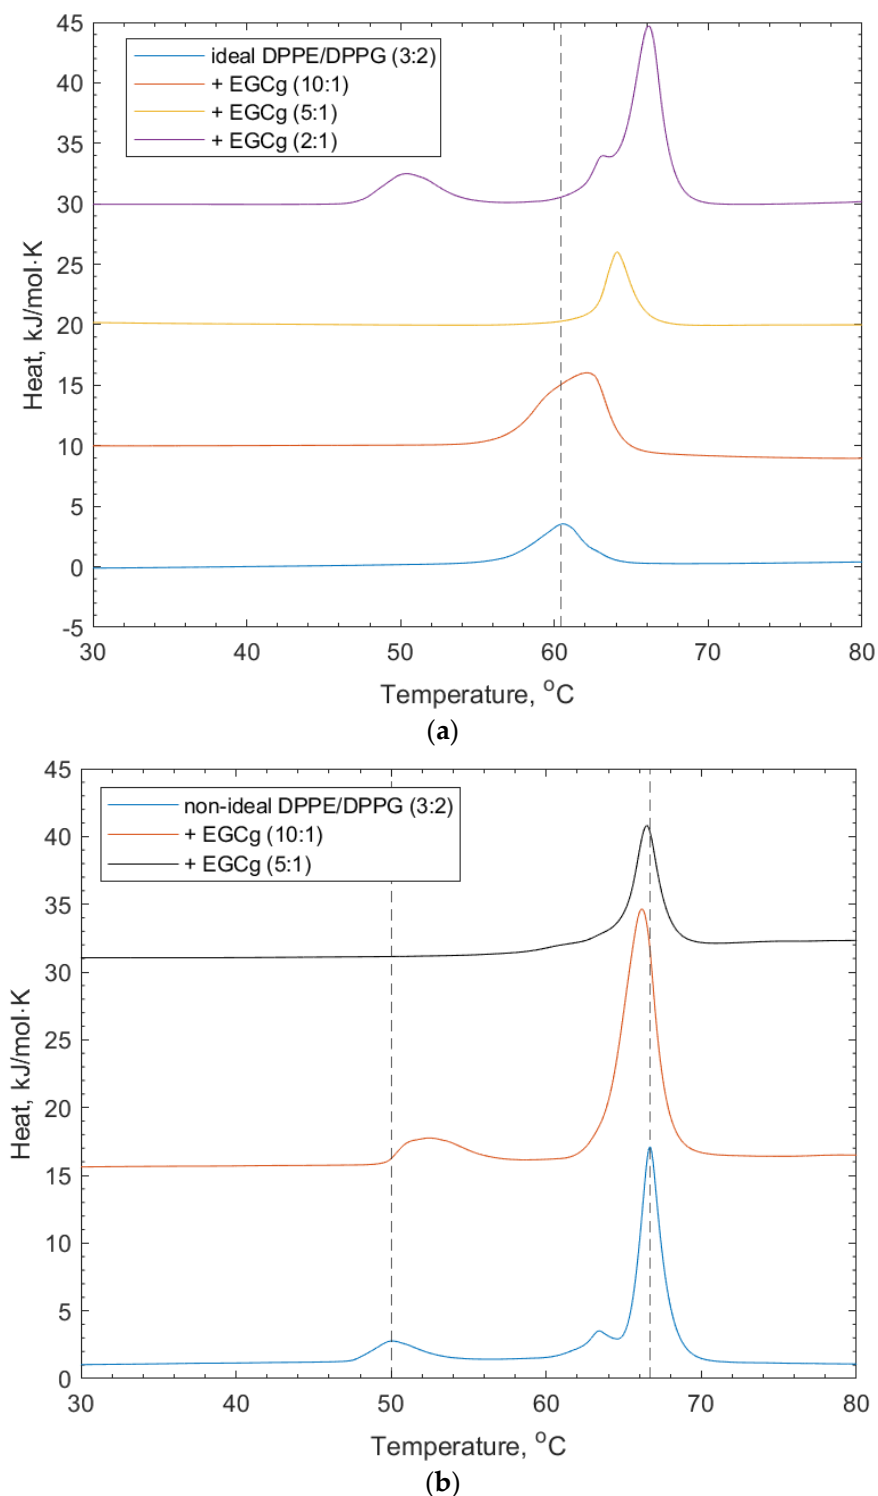 45
40
35
30
25
20
15
10
5
0
-5
Heat, kJ/mol·K
ideal DPPE/DPPG (3:2)
+ EGCg (10:1)
+ EGCg (5:1)
+ EGCg (2:1)
30 40 50 60 70 80
Temperature, °C
(a)
45
40
35
30
25
20
15
10
5
0
Heat, kJ/mol·K
non-ideal DPPE/DPPG (3:2)
+ EGCg (10:1)
+ EGCg (5:1)
30 40 50 60 70 80
Temperature, °C
(b)